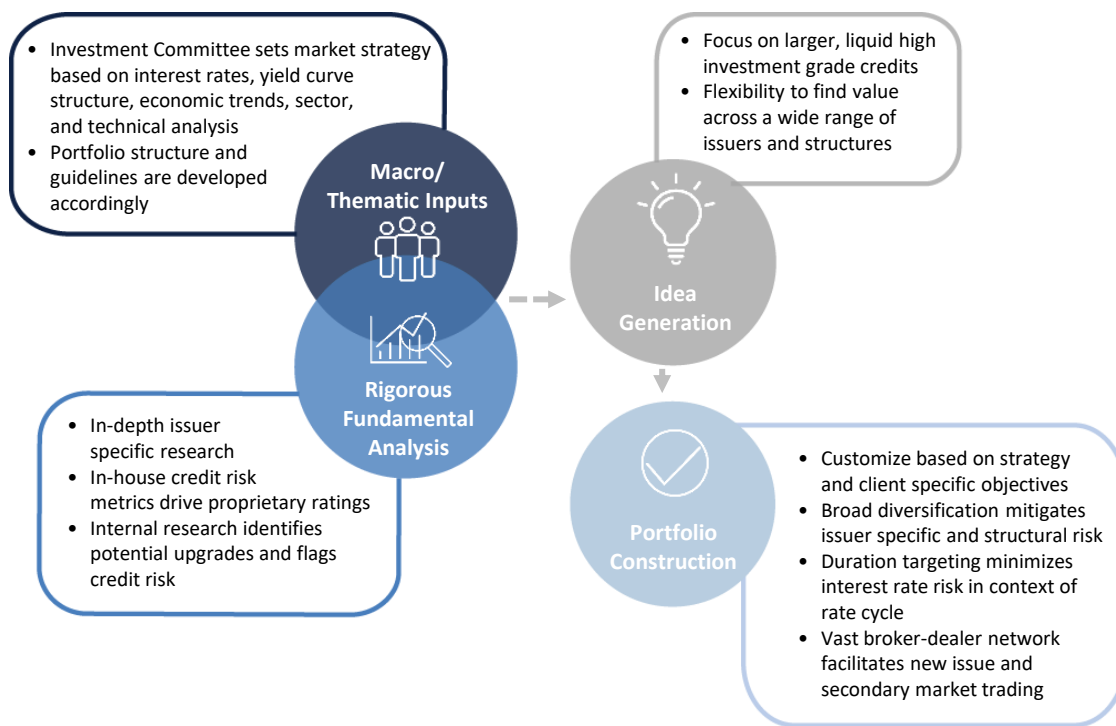 • Investment Committee sets market strategy
based on interest rates, yield curve
structure, economic trends, sector,
and technical analysis
• Portfolio structure and
guidelines are developed
accordingly
Macro/
Thematic Inputs
Rigorous
Fundamental
Analysis
• In-depth issuer
specific research
• In-house credit risk
metrics drive proprietary ratings
• Internal research identifies
potential upgrades and flags
credit risk
• Focus on larger, liquid high
investment grade credits
• Flexibility to find value
across a wide range of
issuers and structures
Idea
Generation
Portfolio
Construction
• Customize based on strategy
and client specific objectives
• Broad diversification mitigates
issuer specific and structural risk
• Duration targeting minimizes
interest rate risk in context of
rate cycle
• Vast broker-dealer network
facilitates new issue and
secondary market trading